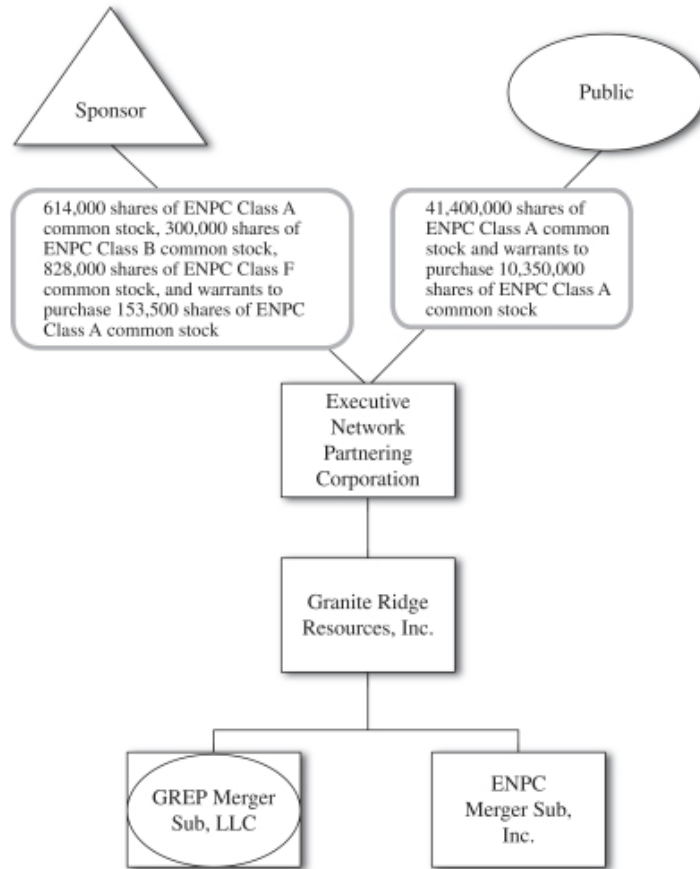 Sponsor
Public
614,000 shares of ENPC Class A
common stock, 300,000 shares of
ENPC Class B common stock,
828,000 shares of ENPC Class F
common stock, and warrants to
purchase 153,500 shares of ENPC
Class A common stock
41,400,000 shares of
ENPC Class A common
stock and warrants to
purchase 10,350,000
shares of ENPC Class A
common stock
Executive
Network
Partnering
Corporation
Granite Ridge
Resources, Inc.
GREP Merger
Sub, LLC
ENPC
Merger Sub,
Inc.